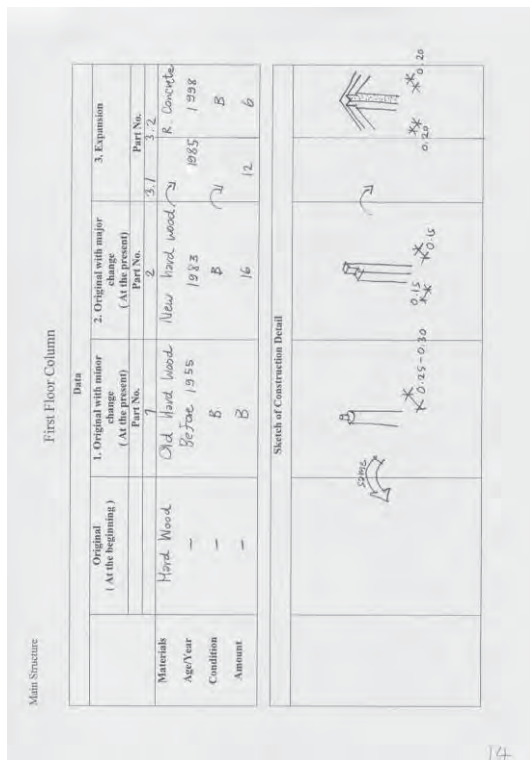 Main Structure
First Floor Column
Data
Original
( At the beginning )
1. Original with minor
change
( At the present)
2. Original with major
change
( At the present)
3. Expansion
Part No.
Part No.
Part No.
1
2
3.1
3.2
Materials
Hard Wood
Old Hard Wood
New hard wood
R. Concrete
Age/Year
—
Befoe 1955
1983
1985
1998
Condition
—
B
B
B
Amount
—
B
16
12
6
Sketch of Construction Detail
same
0.25-0.30
0.15
0.15
0.20
0.20
14